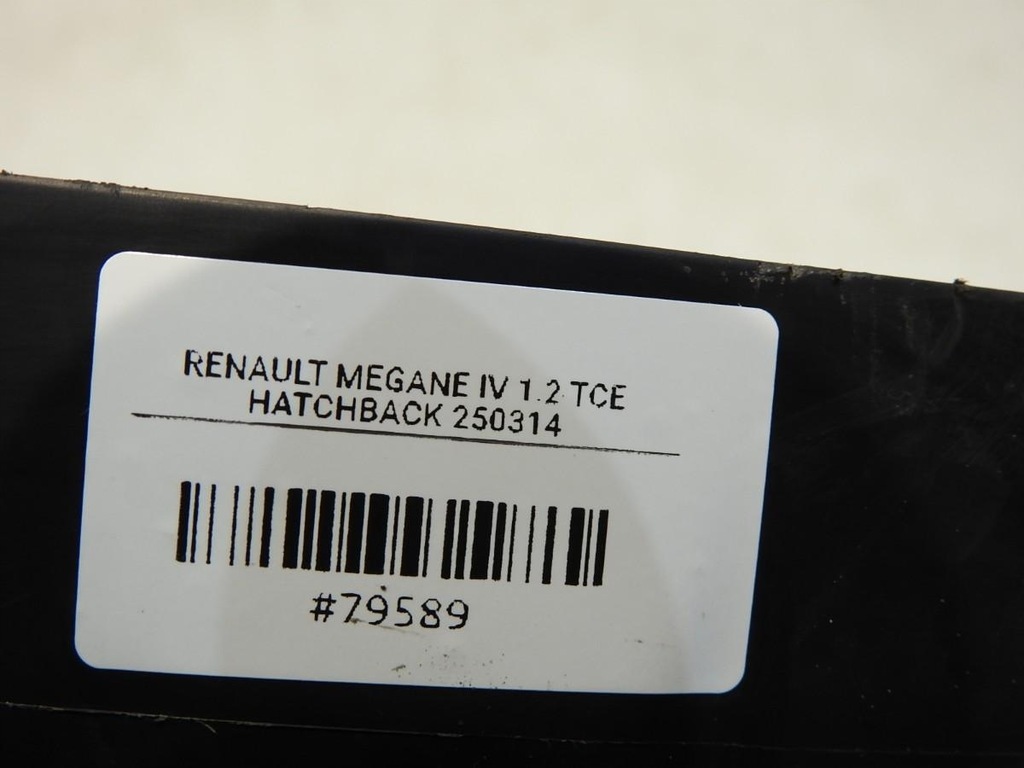 RENAULT MEGANE IV 1.2 TCE
HATCHBACK 250314
#79589